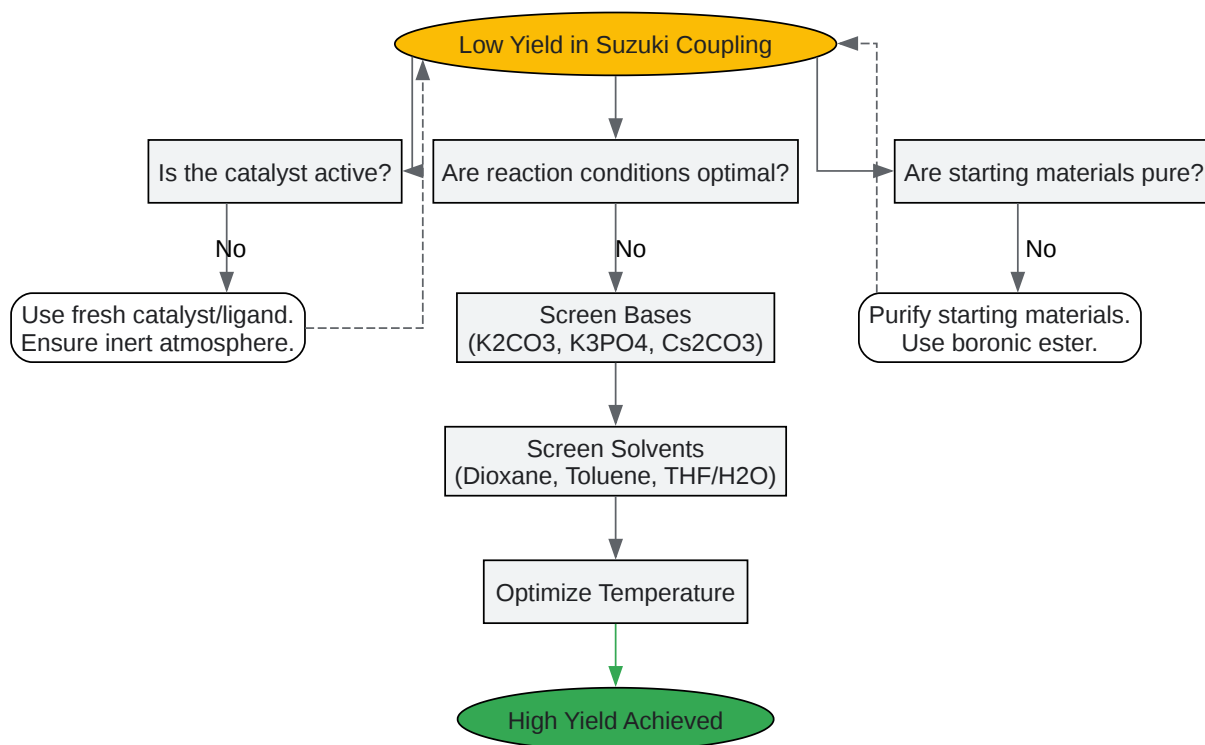 Low Yield in Suzuki Coupling
Is the catalyst active?
Are reaction conditions optimal?
Are starting materials pure?
No
No
No
Use fresh catalyst/ligand.
Ensure inert atmosphere.
Screen Bases
(K2CO3, K3PO4, Cs2CO3)
Purify starting materials.
Use boronic ester.
Screen Solvents
(Dioxane, Toluene, THF/H2O)
Optimize Temperature
High Yield Achieved